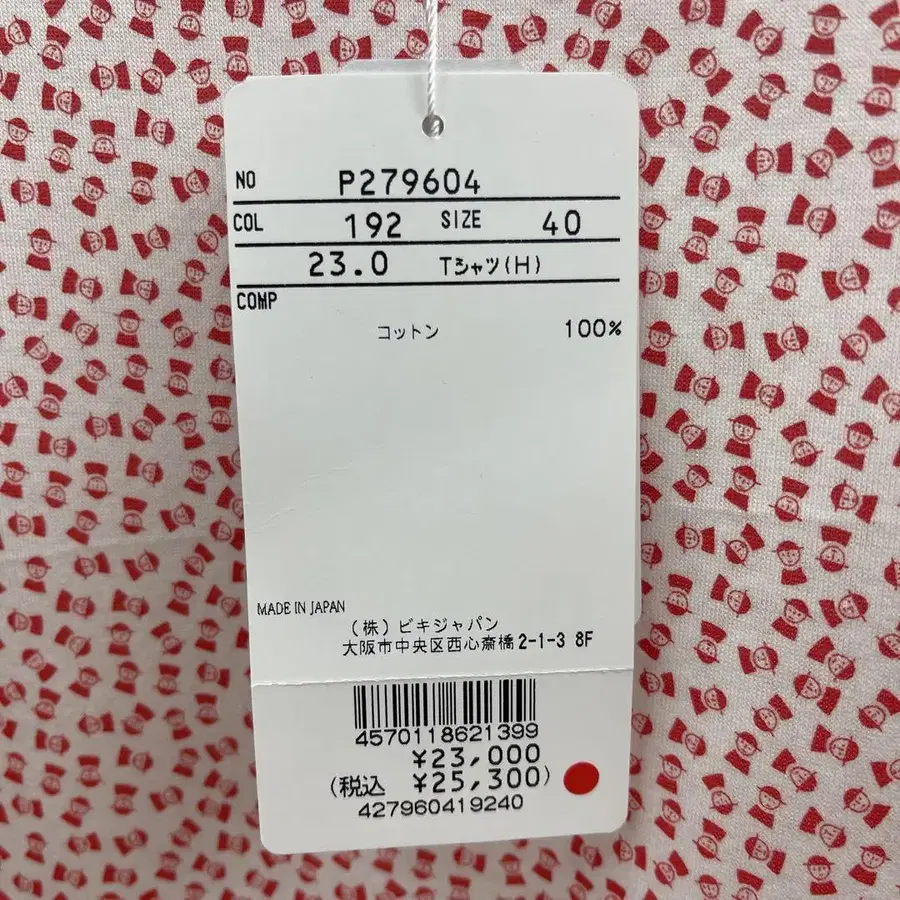 NO P279604
COL 192 SIZE 40
23.0 Tシャツ(H)
COMP
コットン 100%
MADE IN JAPAN
(株)ビキジャパン
大阪市中央区西心斎橋2-1-3 8F
4570118621399
¥23,000
(税込 ¥25,300)
427960419240